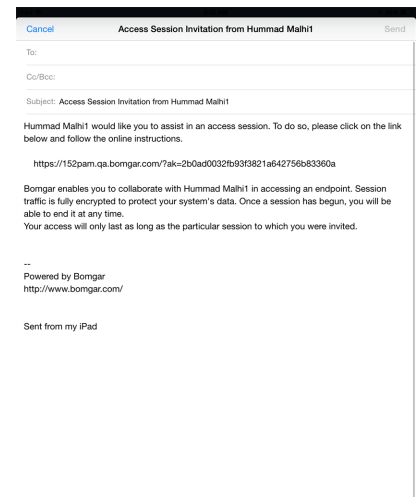 Cancel Access Session Invitation from Hummad Malhi1 Send
To:
Cc/Bcc:
Subject: Access Session Invitation from Hummad Malhi1
Hummad Malhi1 would like you to assist in an access session. To do so, please click on the link
below and follow the online instructions.
https://152pam.qa.bomgar.com/?ak=2b0ad0032fb93f3821a642756b83360a
Bomgar enables you to collaborate with Hummad Malhi1 in accessing an endpoint. Session
traffic is fully encrypted to protect your system's data. Once a session has begun, you will be
able to end it at any time.
Your access will only last as long as the particular session to which you were invited.
--
Powered by Bomgar
http://www.bomgar.com/
Sent from my iPad